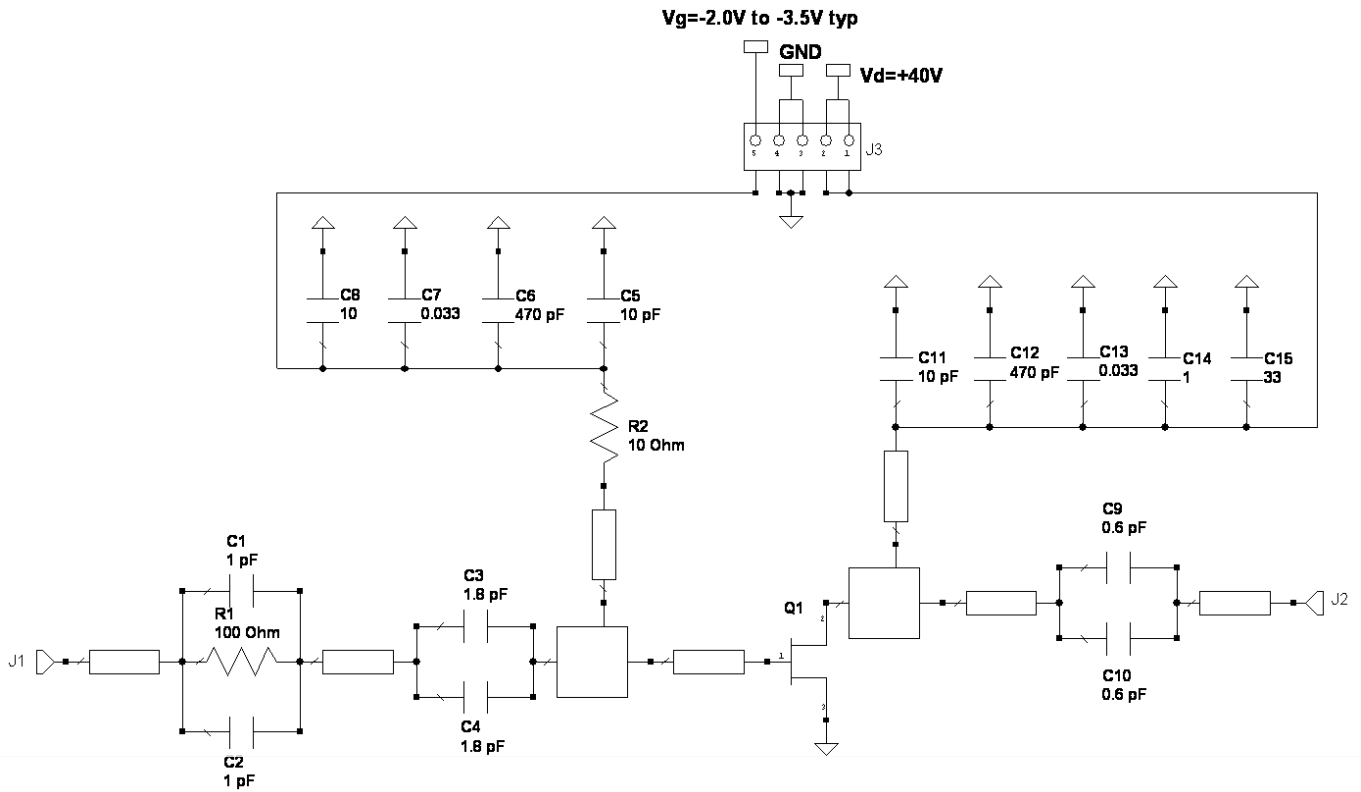 Vg=-2.0V to -3.5V typ
GND
Vd=+40V
5 4 3 2 1
J3
C8
10
C7
0.033
C6
470 pF
C5
10 pF
C11
10 pF
C12
470 pF
C13
0.033
C14
1
C15
33
R2
10 Ohm
C1
1 pF
R1
100 Ohm
C2
1 pF
C3
1.8 pF
C4
1.8 pF
J1
Q1
1
2
3
C9
0.6 pF
C10
0.6 pF
J2